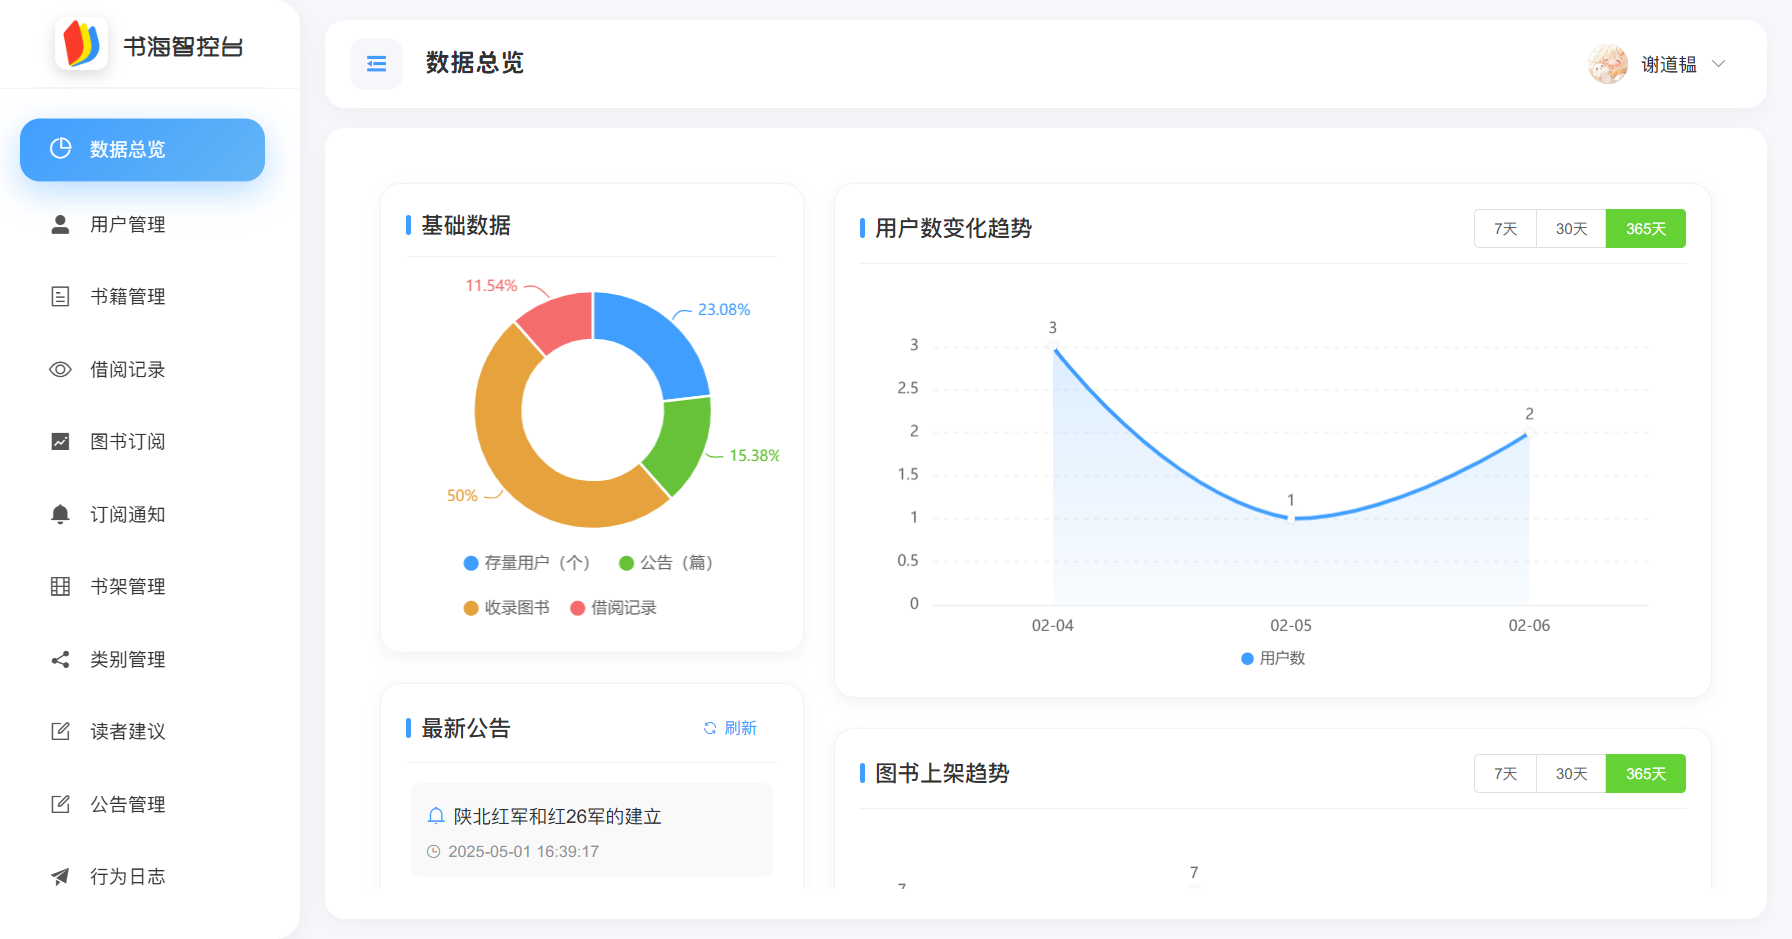 书海智控台
数据总览
用户管理
书籍管理
借阅记录
图书订阅
订阅通知
书架管理
类别管理
读者建议
公告管理
行为日志
数据总览
谢道韫
基础数据
11.54%
23.08%
15.38%
50%
存量用户（个）
公告（篇）
收录图书
借阅记录
最新公告
刷新
陕北红军和红26军的建立
2025-05-01 16:39:17
用户数变化趋势
7天
30天
365天
3
2.5
2
1.5
1
0.5
0
3
1
2
02-04
02-05
02-06
用户数
图书上架趋势
7天
30天
365天
7
7